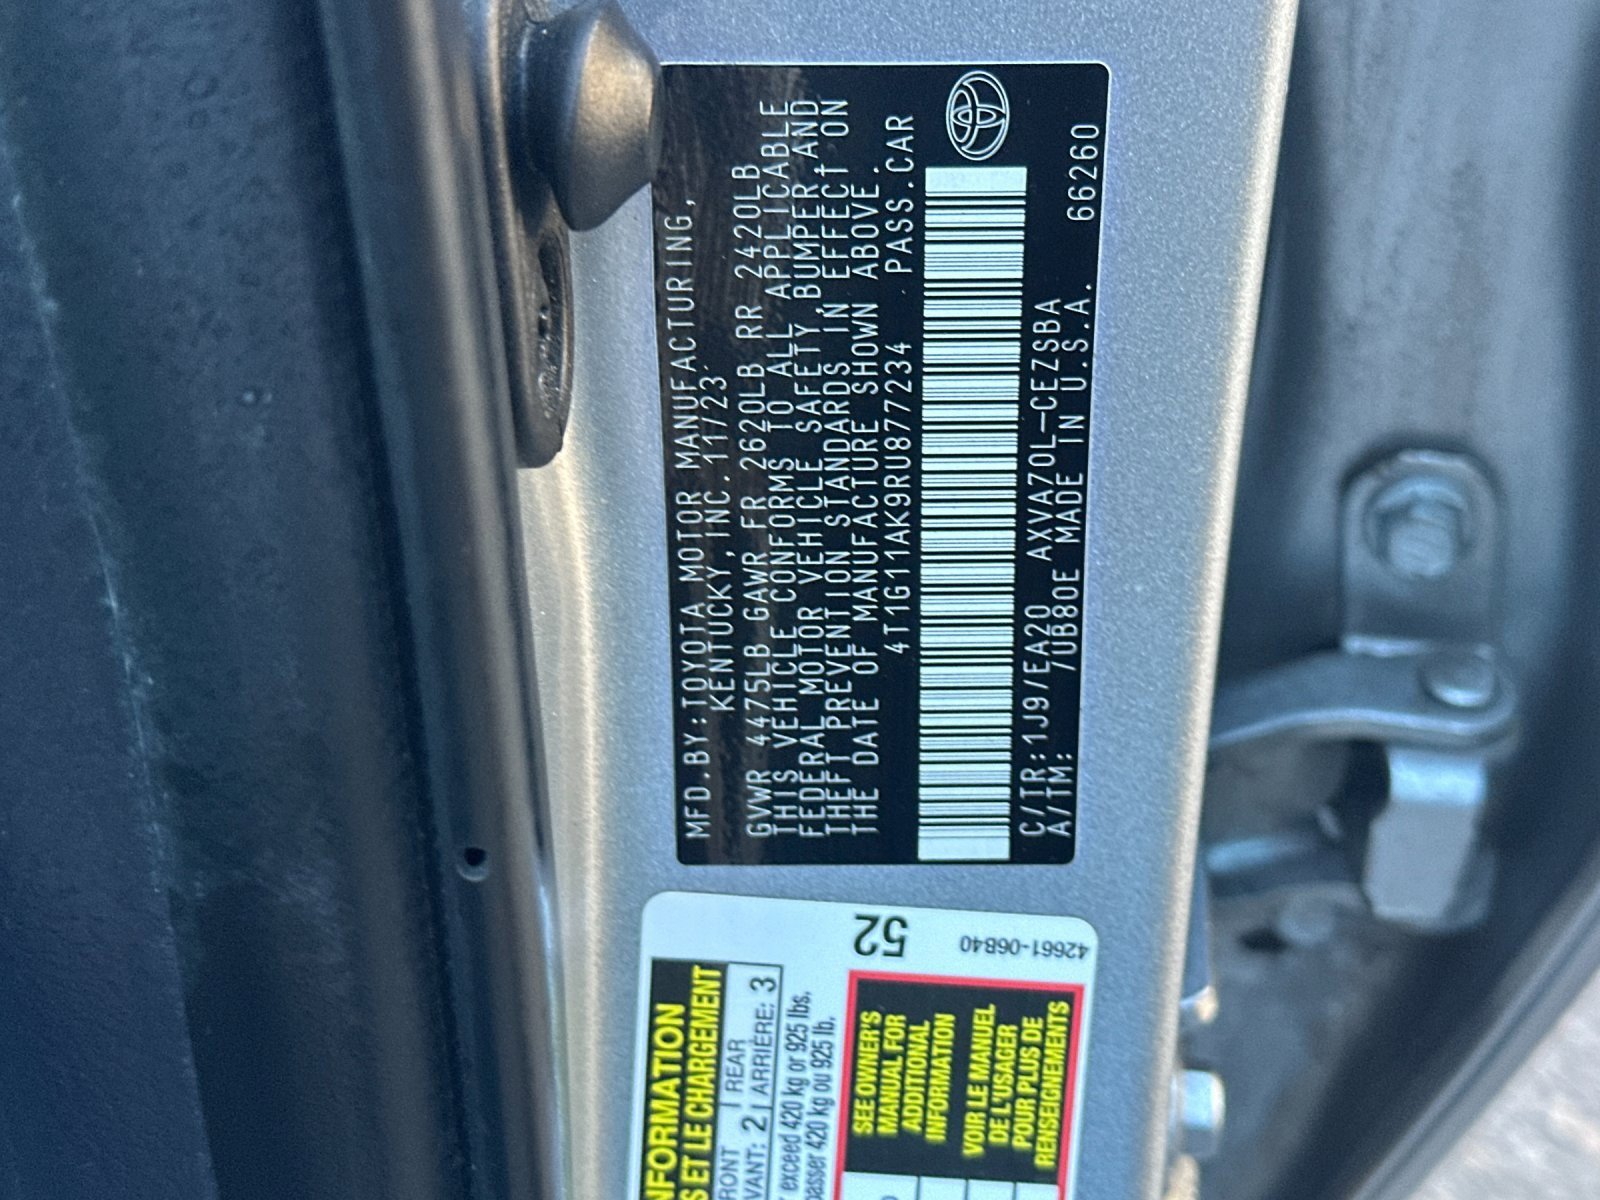 MFD.BY:TOYOTA MOTOR MANUFACTURING,
KENTUCKY,INC. 11/23
GVWR 4475LB GAWR FR 2620LB RR 2420LB
THIS VEHICLE CONFORMS TO ALL APPLICABLE
FEDERAL MOTOR VEHICLE SAFETY,BUMPER,AND
THEFT PREVENTION STANDARDS IN EFFECT ON
THE DATE OF MANUFACTURE SHOWN ABOVE.
4T1G11AK9RU877234 PASS.CAR
C/TR:1J9/EA20 AXVA70L-CEZSBA
A/TM: 7UB80E MADE IN U.S.A. 66260
52
42661-06B40
INFORMATION
ET LE CHARGEMENT
REAR
AVANT: 2 ARRIÈRE: 3
exceed 420 kg or 925 lbs.
420 kg ou 925 lb.
SEE OWNER'S
MANUAL FOR
ADDITIONAL
INFORMATION
VOIR LE MANUEL
DE L'USAGER
POUR PLUS DE
RENSEIGNEMENTS